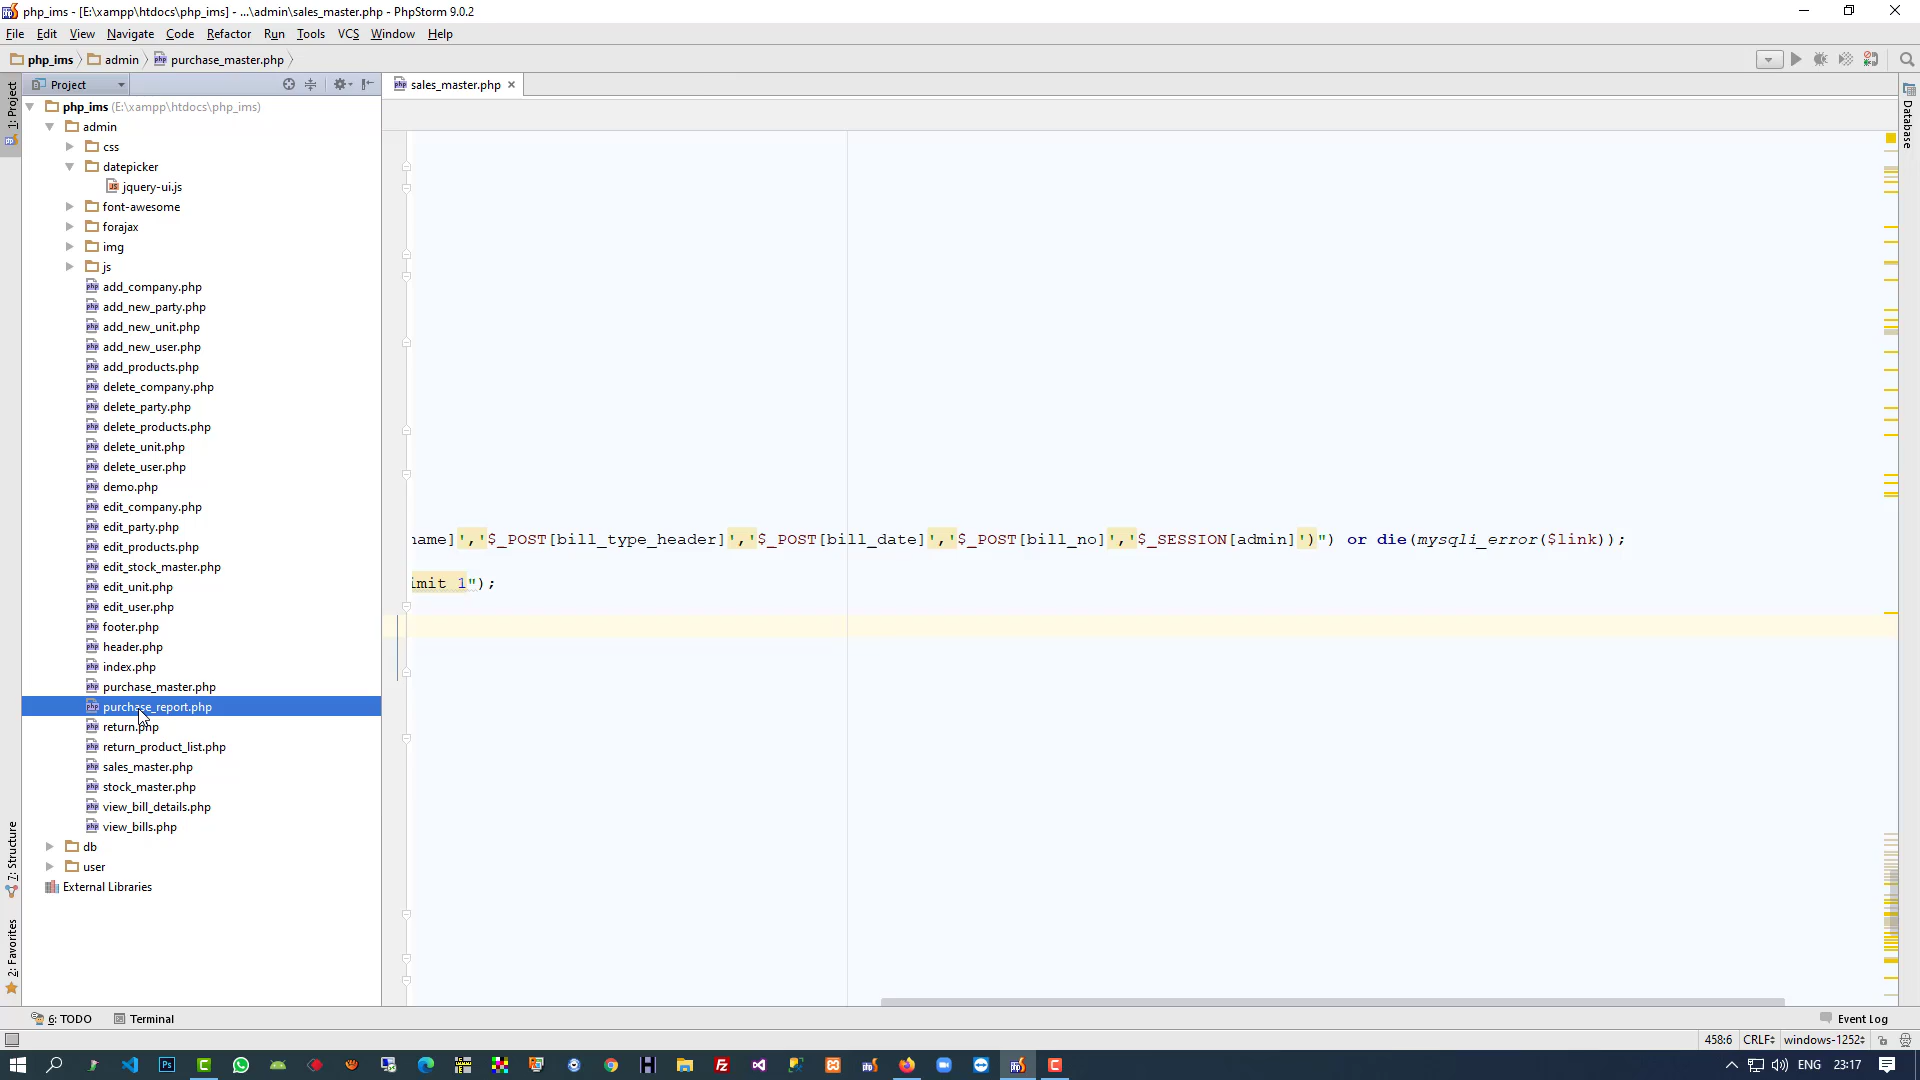 php_ims - [E:\xampp\htdocs\php_ims] - ...\admin\sales_master.php - PhpStorm 9.0.2
File Edit View Navigate Code Refactor Run Tools VCS Window Help
php_ims admin purchase_master.php
1: Project
Project
sales_master.php
Database
php_ims (E:\xampp\htdocs\php_ims)
admin
css
datepicker
jquery-ui.js
font-awesome
forajax
img
js
add_company.php
add_new_party.php
add_new_unit.php
add_new_user.php
add_products.php
delete_company.php
delete_party.php
delete_products.php
delete_unit.php
delete_user.php
demo.php
edit_company.php
edit_party.php
edit_products.php
edit_stock_master.php
edit_unit.php
edit_user.php
footer.php
header.php
index.php
purchase_master.php
purchase_report.php
return.php
return_product_list.php
sales_master.php
stock_master.php
view_bill_details.php
view_bills.php
db
user
External Libraries
name]','$_POST[bill_type_header]','$_POST[bill_date]','$_POST[bill_no]','$_SESSION[admin]')") or die(mysqli_error($link));
imit 1");
7: Structure
2: Favorites
6: TODO Terminal
Event Log
458:6 CRLF windows-1252
ENG 23:17